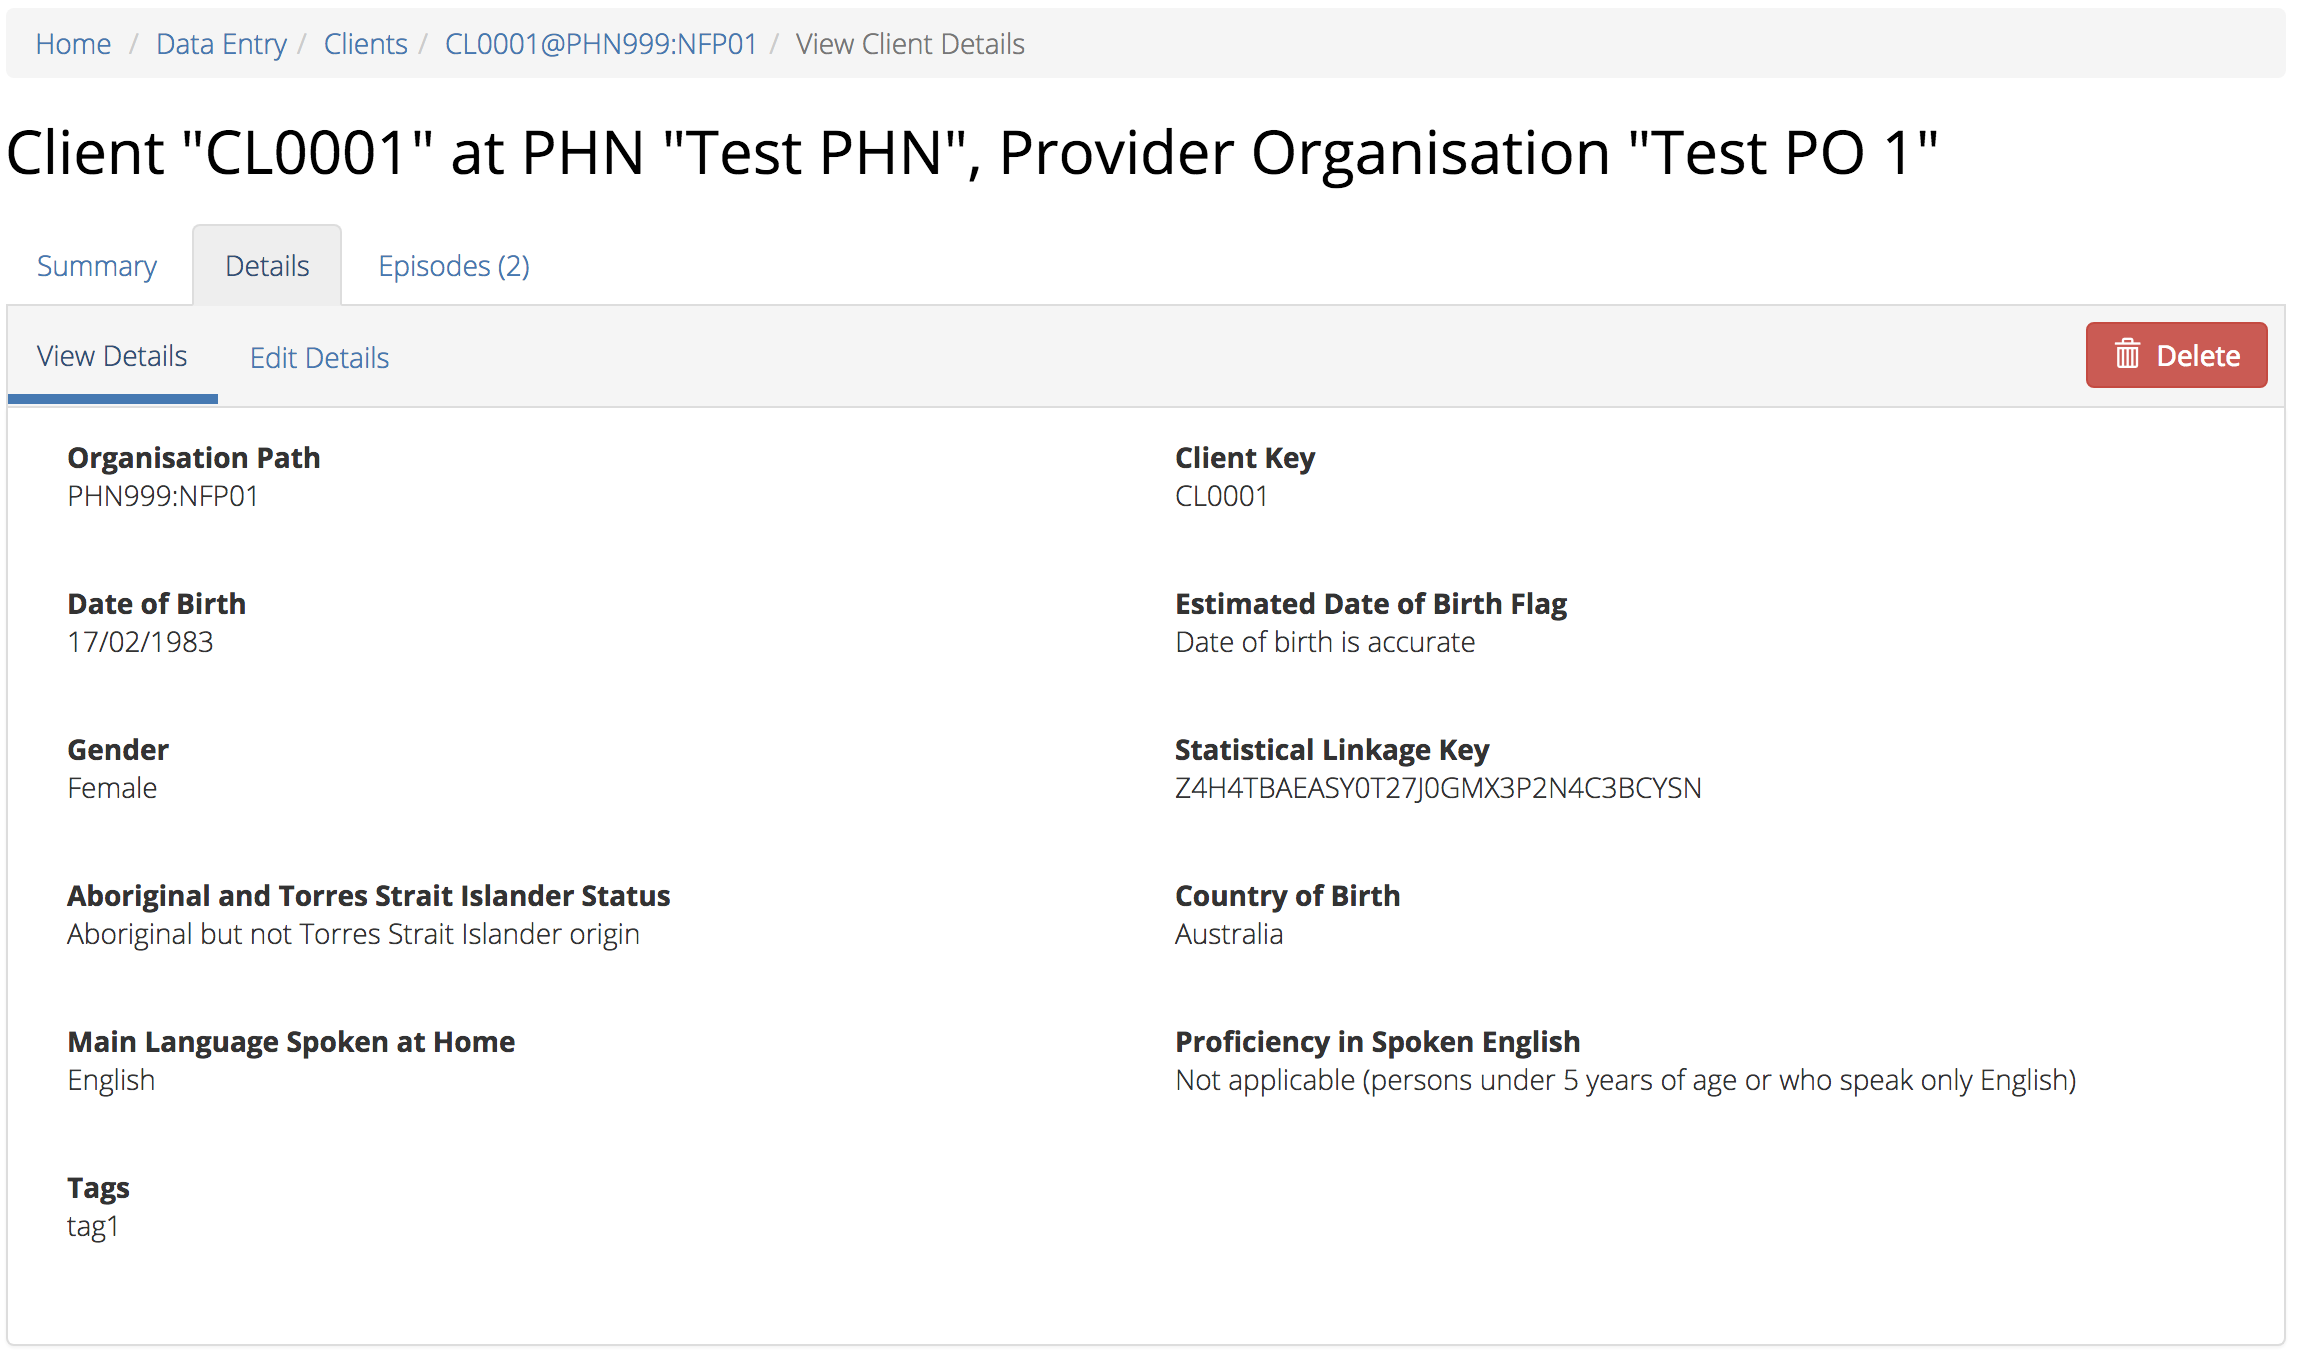 Home / Data Entry / Clients / CL0001@PHN999:NFP01 / View Client Details
Client "CL0001" at PHN "Test PHN", Provider Organisation "Test PO 1"
Summary Details Episodes (2)
View Details Edit Details Delete
Organisation Path
PHN999:NFP01
Client Key
CL0001
Date of Birth
17/02/1983
Estimated Date of Birth Flag
Date of birth is accurate
Gender
Female
Statistical Linkage Key
Z4H4TBAEASY0T27J0GMX3P2N4C3BCYSN
Aboriginal and Torres Strait Islander Status
Aboriginal but not Torres Strait Islander origin
Country of Birth
Australia
Main Language Spoken at Home
English
Proficiency in Spoken English
Not applicable (persons under 5 years of age or who speak only English)
Tags
tag1